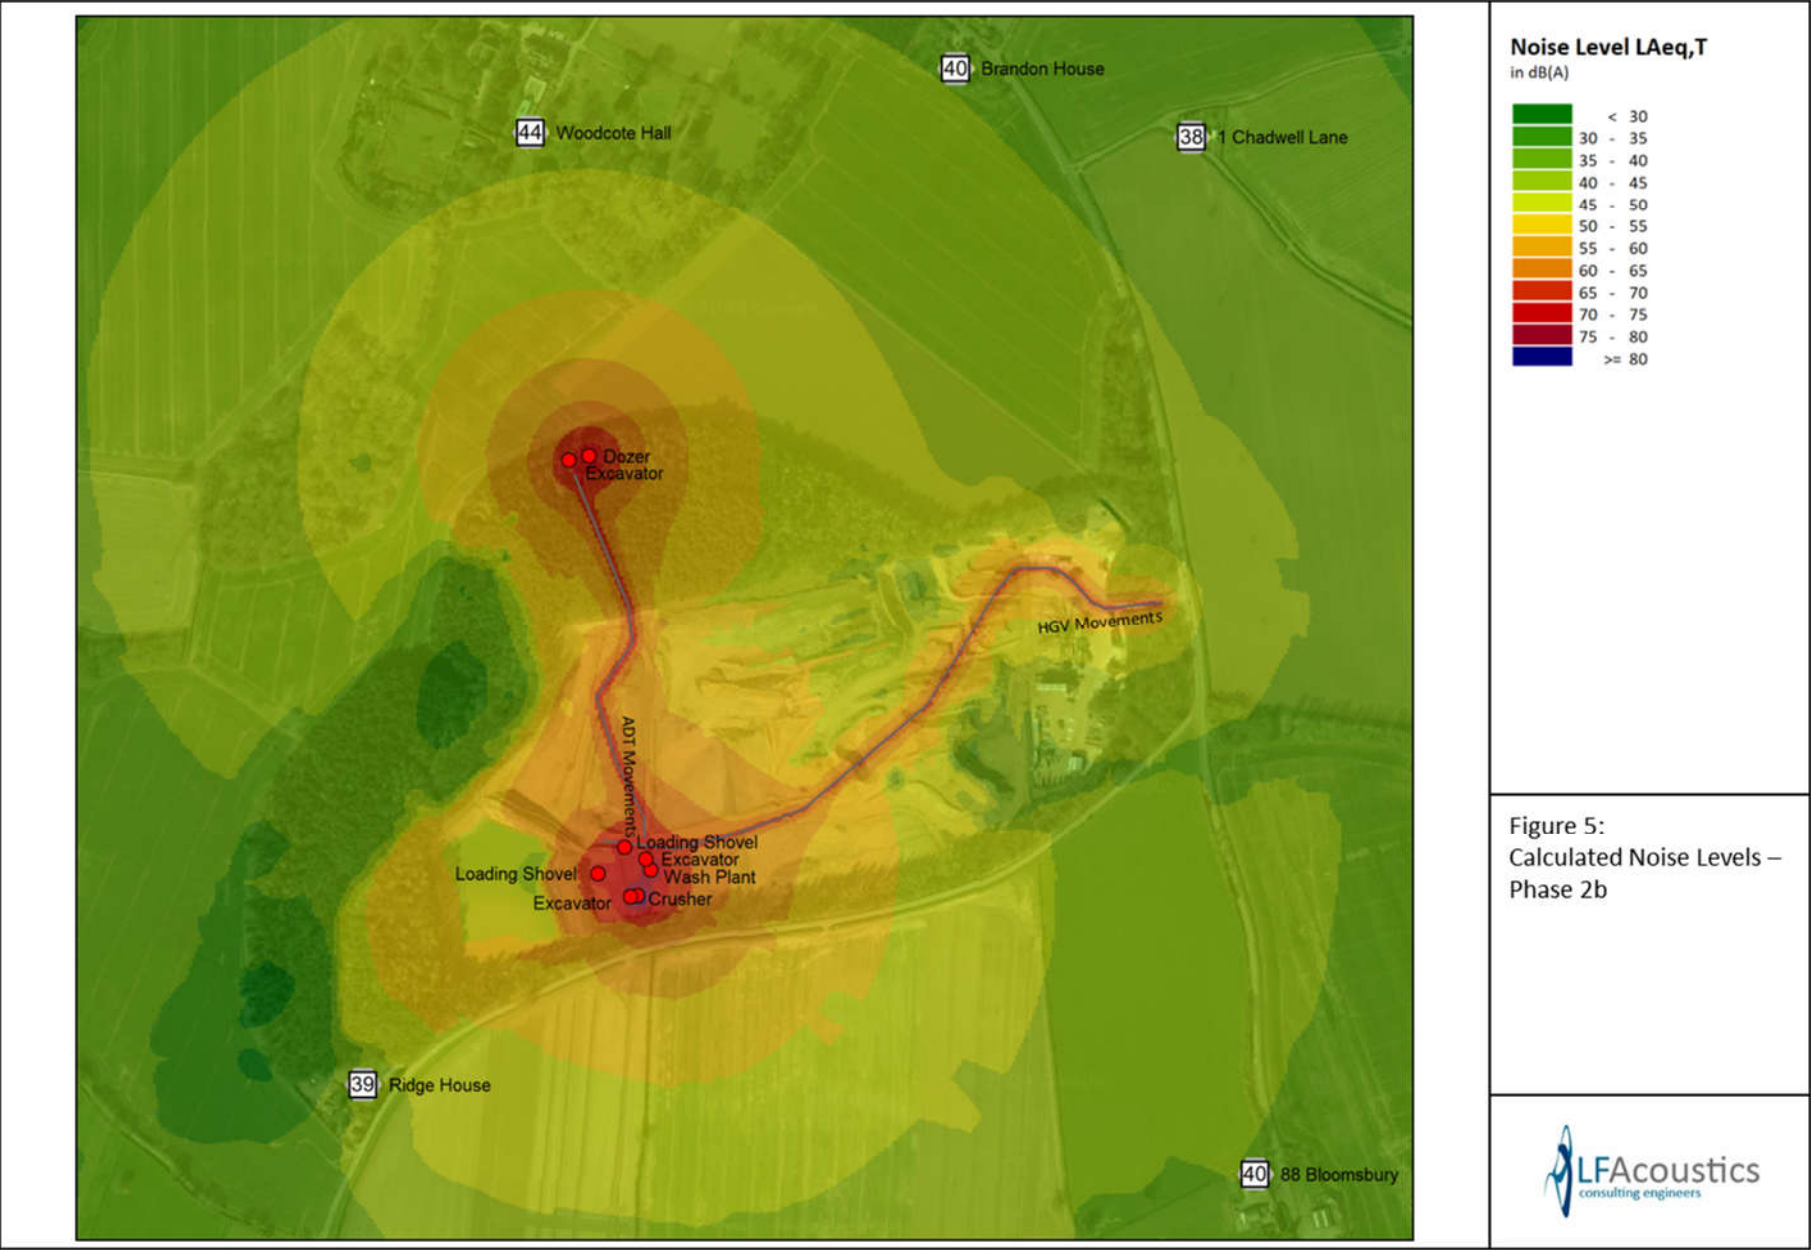 40 Brandon House
44 Woodcote Hall
38 1 Chadwell Lane
Dozer
Excavator
HGV Movements
ADT Movements
Loading Shovel
Excavator
Loading Shovel
Wash Plant
Excavator
Crusher
39 Ridge House
40 88 Bloomsbury
Noise Level LAeq,T
in dB(A)
< 30
30 - 35
35 - 40
40 - 45
45 - 50
50 - 55
55 - 60
60 - 65
65 - 70
70 - 75
75 - 80
>= 80
Figure 5:
Calculated Noise Levels –
Phase 2b
LFAcoustics
consulting engineers